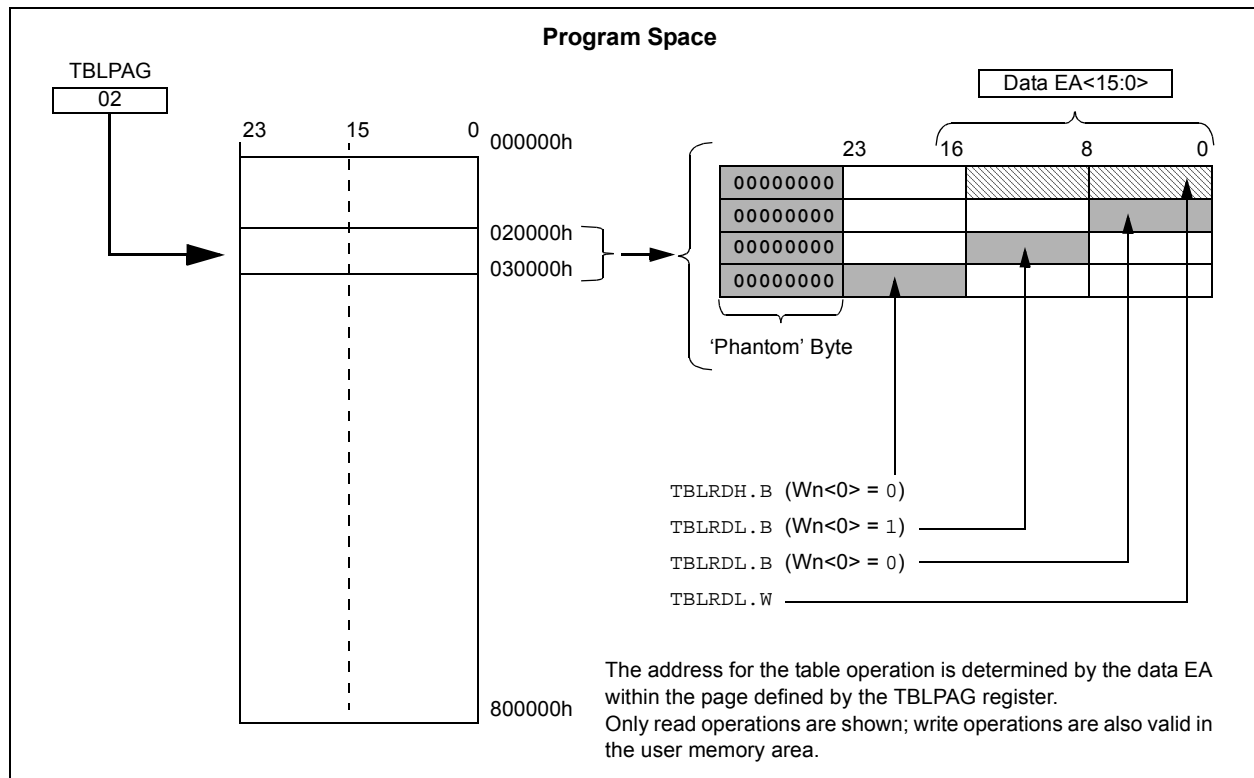 Program Space
TBLPAG
02
Data EA<15:0>
23 15 0
000000h
020000h
030000h
800000h
23 16 8 0
00000000
00000000
00000000
00000000
‘Phantom’ Byte
TBLRDH.B (Wn<0> = 0)
TBLRDL.B (Wn<0> = 1)
TBLRDL.B (Wn<0> = 0)
TBLRDL.W
The address for the table operation is determined by the data EA
within the page defined by the TBLPAG register.
Only read operations are shown; write operations are also valid in
the user memory area.